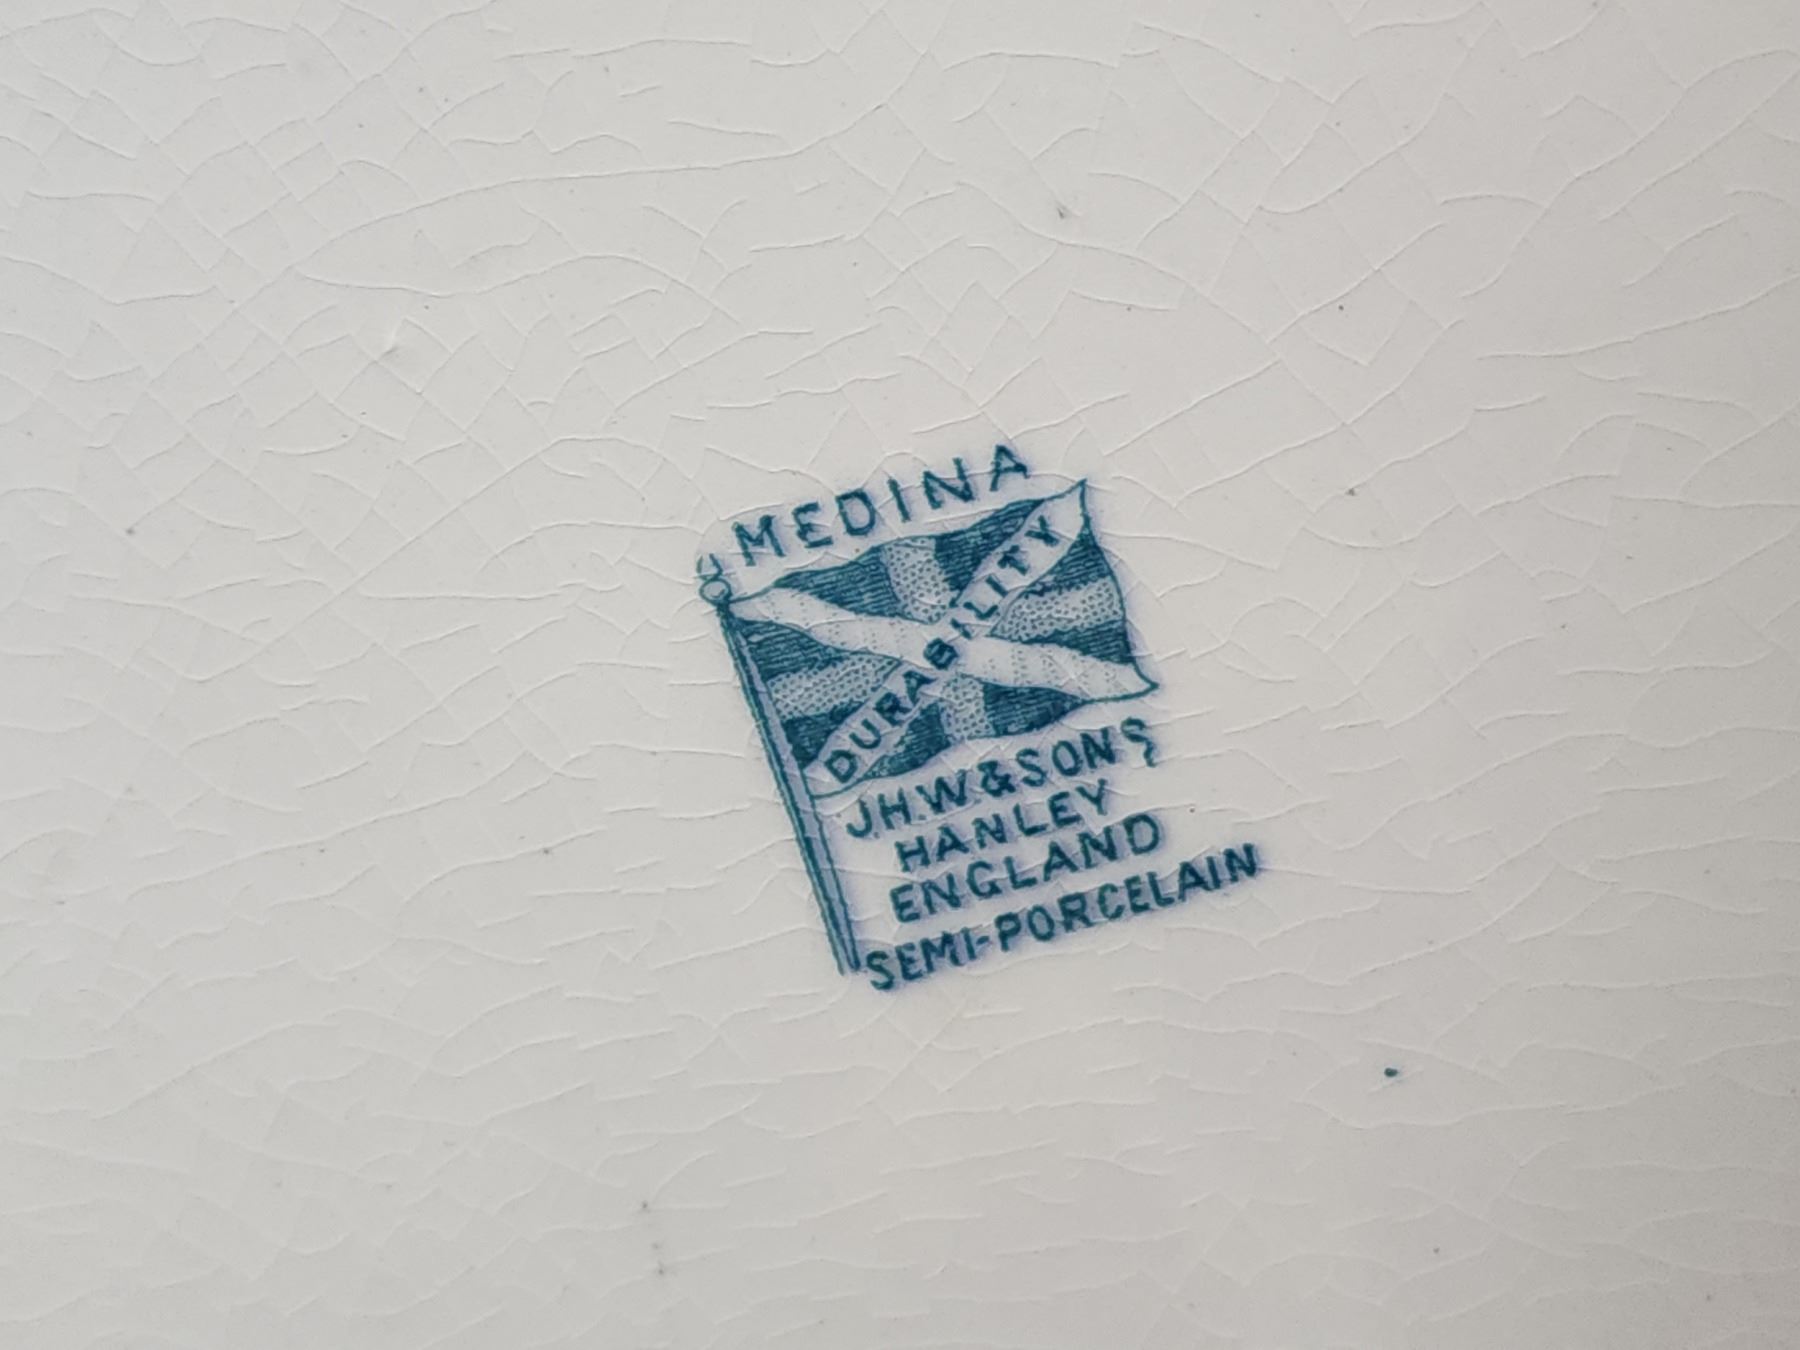 MEDINA
DURABILITY
J.H.W. & SONS
HANLEY
ENGLAND
SEMI-PORCELAIN